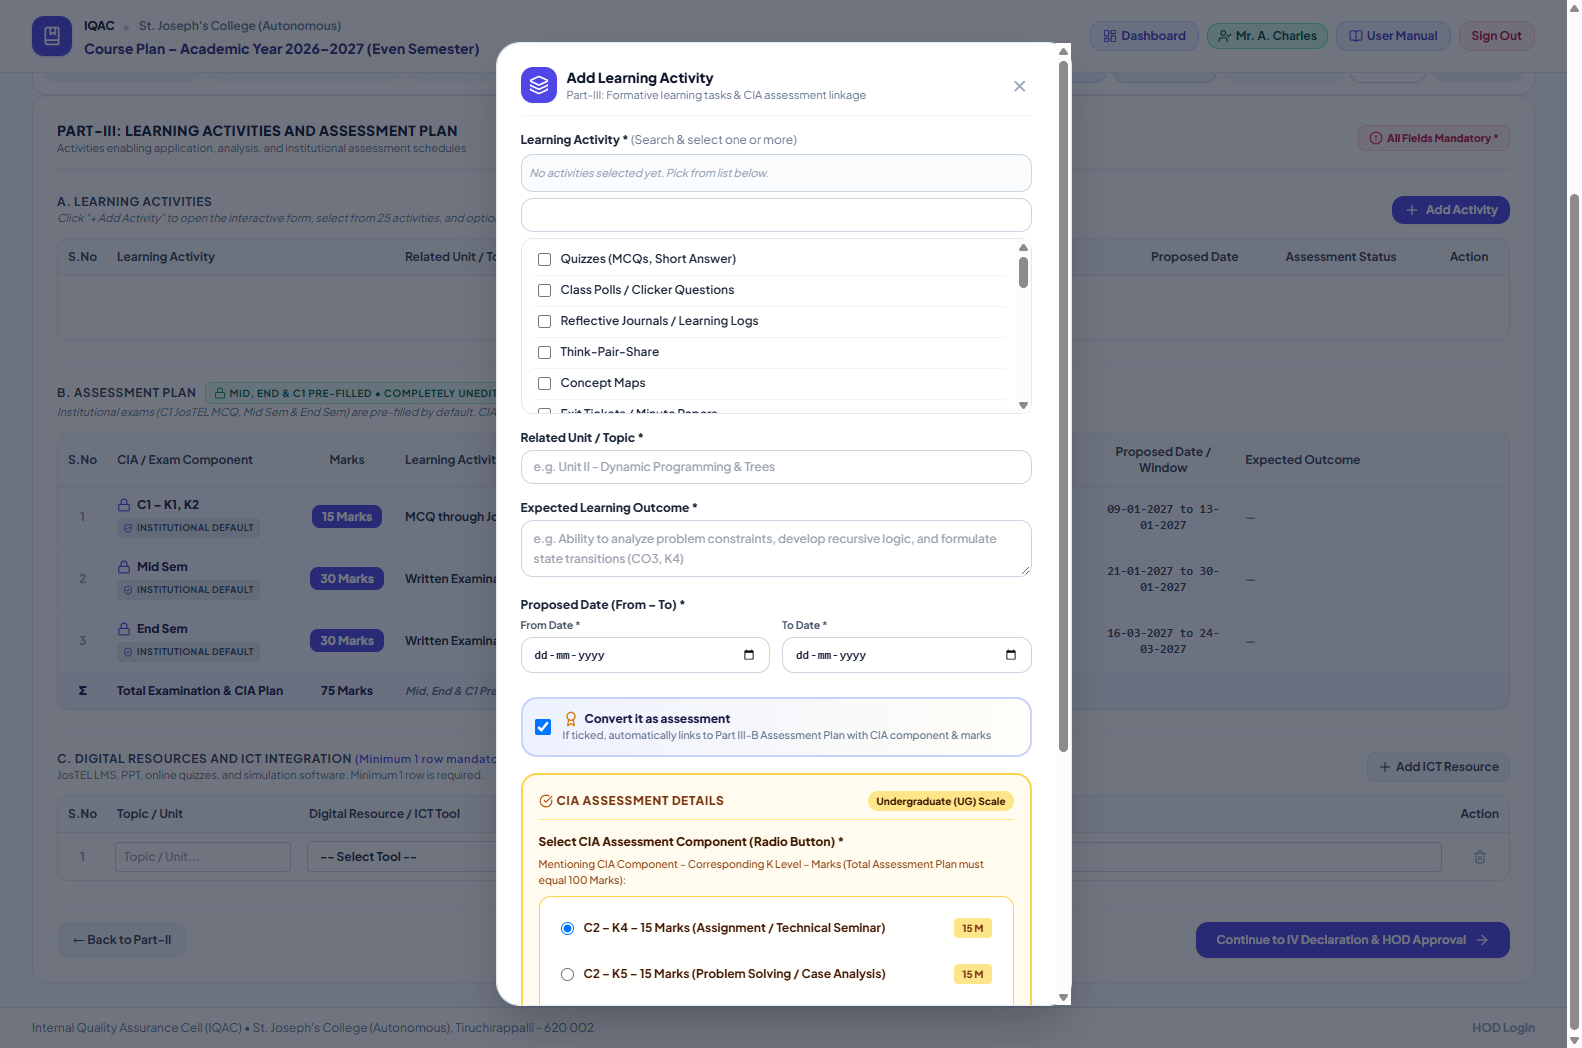 IQAC • St. Joseph's College (Autonomous)
Course Plan – Academic Year 2026–2027 (Even Semester)
Dashboard
Mr. A. Charles
User Manual
Sign Out
PART-III: LEARNING ACTIVITIES AND ASSESSMENT PLAN
Activities enabling application, analysis, and institutional assessment schedules
All Fields Mandatory *
A. LEARNING ACTIVITIES
Click "+ Add Activity" to open the interactive form, select from 25 activities, and
+ Add Activity
S.No Learning Activity Related Unit / Proposed Date Assessment Status Action
B. ASSESSMENT PLAN
MID, END & C1 PRE-FILLED • COMPLETELY
Institutional exams (C1 JosTEL MCQ, Mid Sem & End Sem) are pre-filled by default. CIA
S.No CIA / Exam Component Marks Learning Proposed Date / Window Expected Outcome
1 C1 – K1, K2 15 Marks MCQ through 09-01-2027 to 13-01-2027 —
INSTITUTIONAL DEFAULT
2 Mid Sem 30 Marks Written 21-01-2027 to 30-01-2027 —
INSTITUTIONAL DEFAULT
3 End Sem 30 Marks Written 16-03-2027 to 24-03-2027 —
INSTITUTIONAL DEFAULT
Σ Total Examination & CIA Plan 75 Marks Mid, End & C1
C. DIGITAL RESOURCES AND ICT INTEGRATION (Minimum 1 row
JosTEL LMS, PPT, online quizzes, and simulation software. Minimum 1 row is required.
+ Add ICT Resource
S.No Topic / Unit Digital Resource / ICT Tool Action
1 Topic / Unit... -- Select Tool --
← Back to Part-II
Continue to IV Declaration & HOD Approval →
Add Learning Activity
Part-III: Formative learning tasks & CIA assessment linkage
Learning Activity * (Search & select one or more)
No activities selected yet. Pick from list below.
Quizzes (MCQs, Short Answer)
Class Polls / Clicker Questions
Reflective Journals / Learning Logs
Think-Pair-Share
Concept Maps
Exit Tickets / Minute Papers
Related Unit / Topic *
e.g. Unit II - Dynamic Programming & Trees
Expected Learning Outcome *
e.g. Ability to analyze problem constraints, develop recursive logic, and formulate
state transitions (CO3, K4)
Proposed Date (From – To) *
From Date * To Date *
dd-mm-yyyy dd-mm-yyyy
Convert it as assessment
If ticked, automatically links to Part III-B Assessment Plan with CIA component & marks
CIA ASSESSMENT DETAILS
Undergraduate (UG) Scale
Select CIA Assessment Component (Radio Button) *
Mentioning CIA Component – Corresponding K Level – Marks (Total Assessment Plan must
equal 100 Marks):
C2 – K4 – 15 Marks (Assignment / Technical Seminar) 15 M
C2 – K5 – 15 Marks (Problem Solving / Case Analysis) 15 M
Internal Quality Assurance Cell (IQAC) • St. Joseph's College (Autonomous), Tiruchirappalli - 620 002
HOD Login